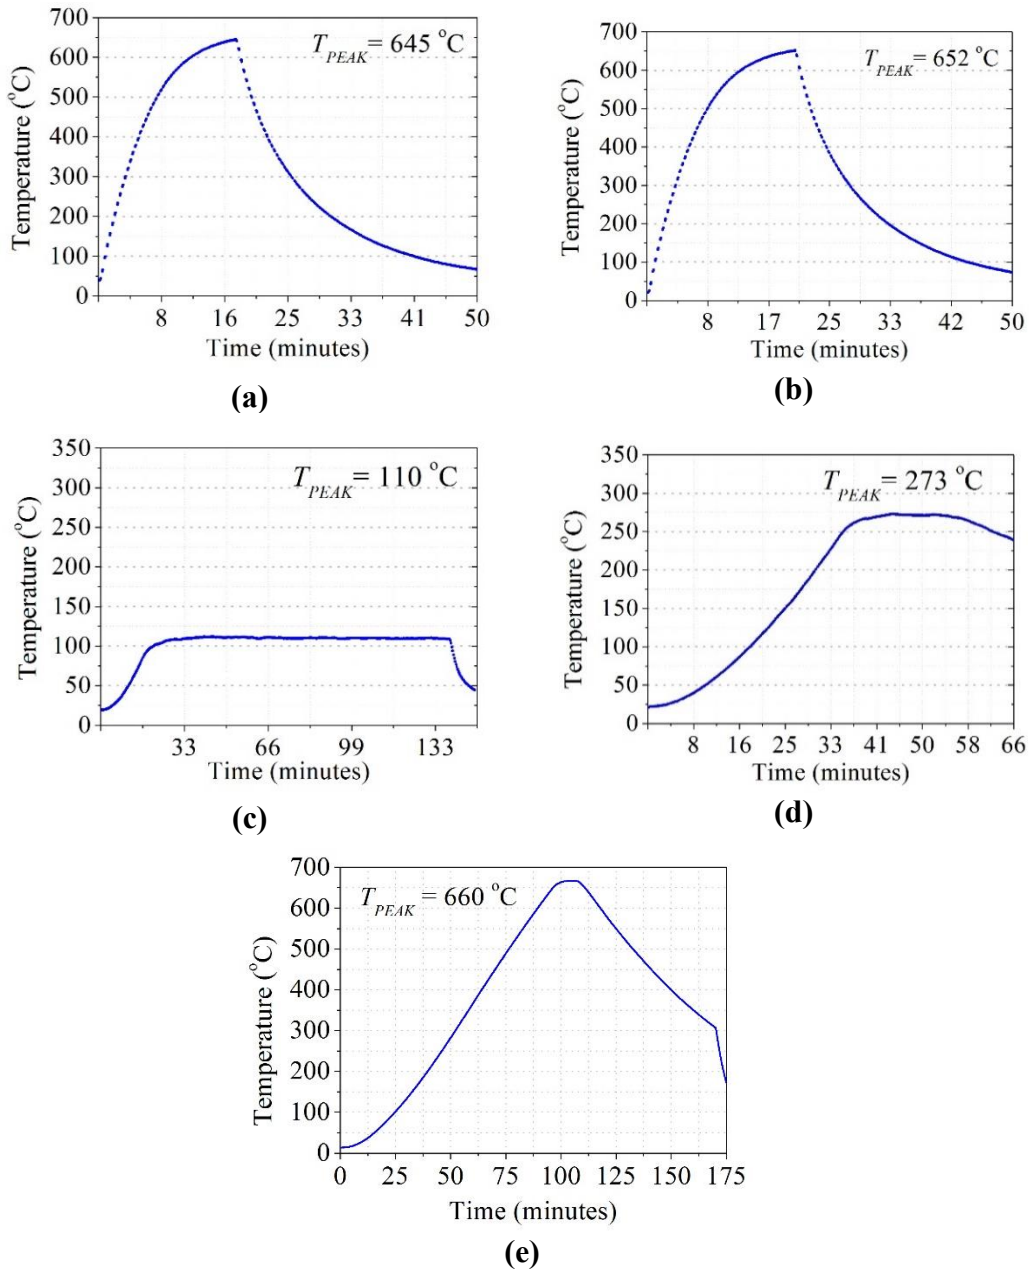 700
600
500
400
300
200
100
0
Temperature (°C)
T_PEAK = 645 °C
8 16 25 33 41 50
Time (minutes)
(a)
700
600
500
400
300
200
100
0
Temperature (°C)
T_PEAK = 652 °C
8 17 25 33 42 50
Time (minutes)
(b)
350
300
250
200
150
100
50
0
Temperature (°C)
T_PEAK = 110 °C
33 66 99 133
Time (minutes)
(c)
350
300
250
200
150
100
50
0
Temperature (°C)
T_PEAK = 273 °C
8 16 25 33 41 50 58 66
Time (minutes)
(d)
700
600
500
400
300
200
100
0
Temperature (°C)
T_PEAK = 660 °C
0 25 50 75 100 125 150 175
Time (minutes)
(e)